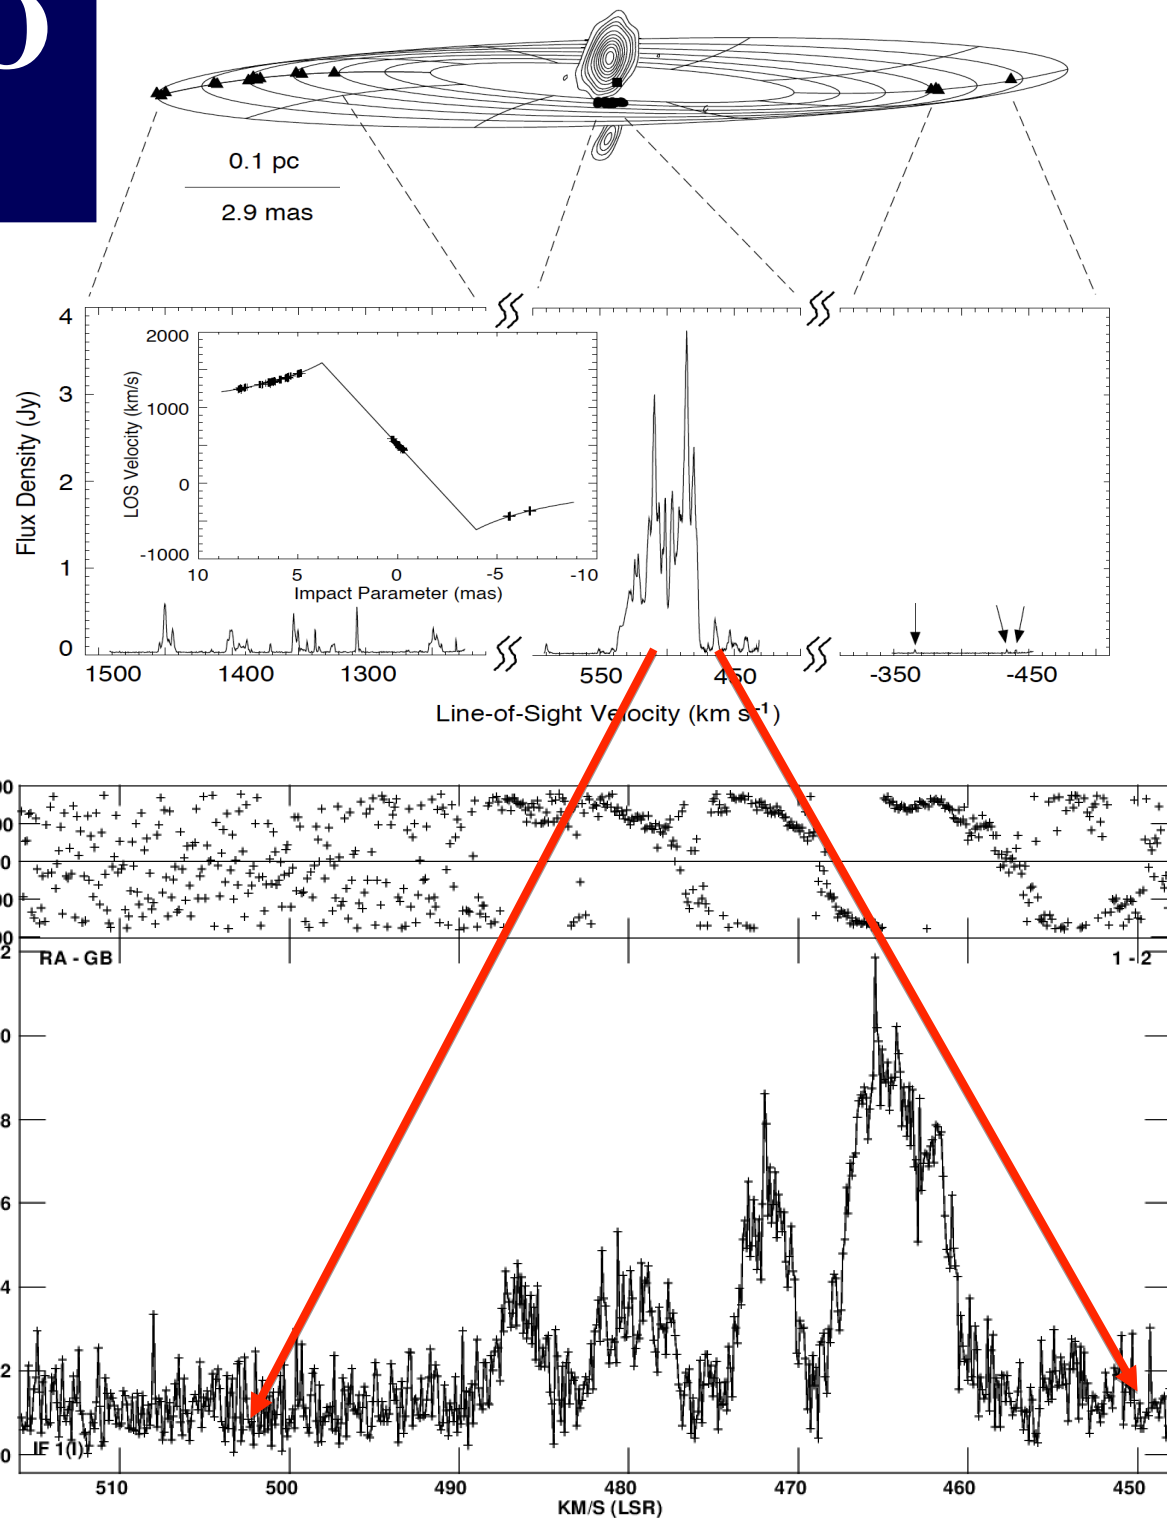 0.1 pc
2.9 mas
4
3
2
1
0
Flux Density (Jy)
2000
1000
0
-1000
LOS Velocity (km/s)
10 5 0 -5 -10
Impact Parameter (mas)
1500 1400 1300 550 450 -350 -450
Line-of-Sight Velocity (km s-1)
RA - GB 1 - 2
IF 1(I)
510 500 490 480 470 460 450
KM/S (LSR)